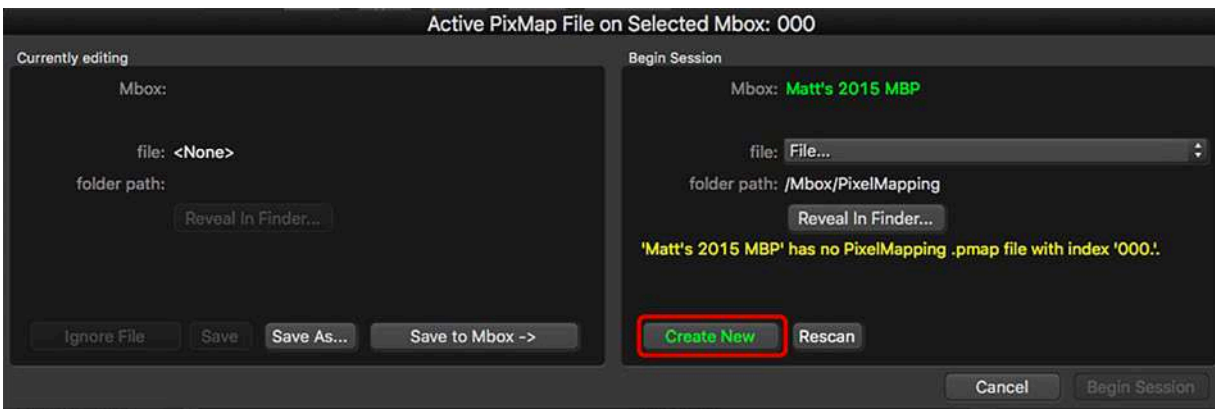 Active PixMap File on Selected Mbox: 000
Currently editing
Mbox:
file: <None>
folder path:
Reveal In Finder...
Ignore File
Save
Save As...
Save to Mbox ->
Begin Session
Mbox: Matt's 2015 MBP
file: File...
folder path: /Mbox/PixelMapping
Reveal In Finder...
'Matt's 2015 MBP' has no PixelMapping .pmap file with index '000.'.
Create New
Rescan
Cancel
Begin Session